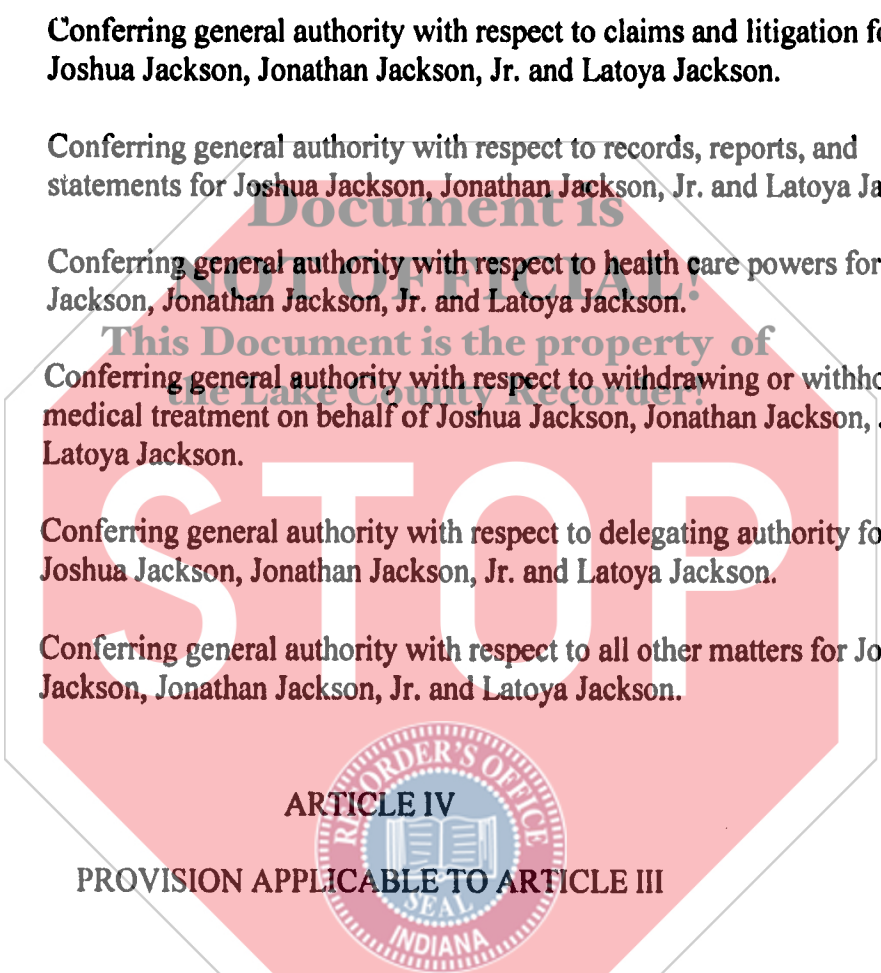 Conferring general authority with respect to claims and litigation
Joshua Jackson, Jonathan Jackson, Jr. and Latoya Jackson.
Conferring general authority with respect to records, reports, and
statements for Joshua Jackson, Jonathan Jackson, Jr. and Latoya Ja
Document is
Conferring general authority with respect to health care powers for
NOT OFFICIAL!
Jackson, Jonathan Jackson, Jr. and Latoya Jackson.
This Document is the property of
Conferring general authority with respect to withdrawing or withho
the Lake County Recorder!
medical treatment on behalf of Joshua Jackson, Jonathan Jackson,
Latoya Jackson.
STOP
Conferring general authority with respect to delegating authority fo
Joshua Jackson, Jonathan Jackson, Jr. and Latoya Jackson.
Conferring general authority with respect to all other matters for Jo
Jackson, Jonathan Jackson, Jr. and Latoya Jackson.
RECORDER'S OFFICE
ARTICLE IV
PROVISION APPLICABLE TO ARTICLE III
SEAL
INDIANA